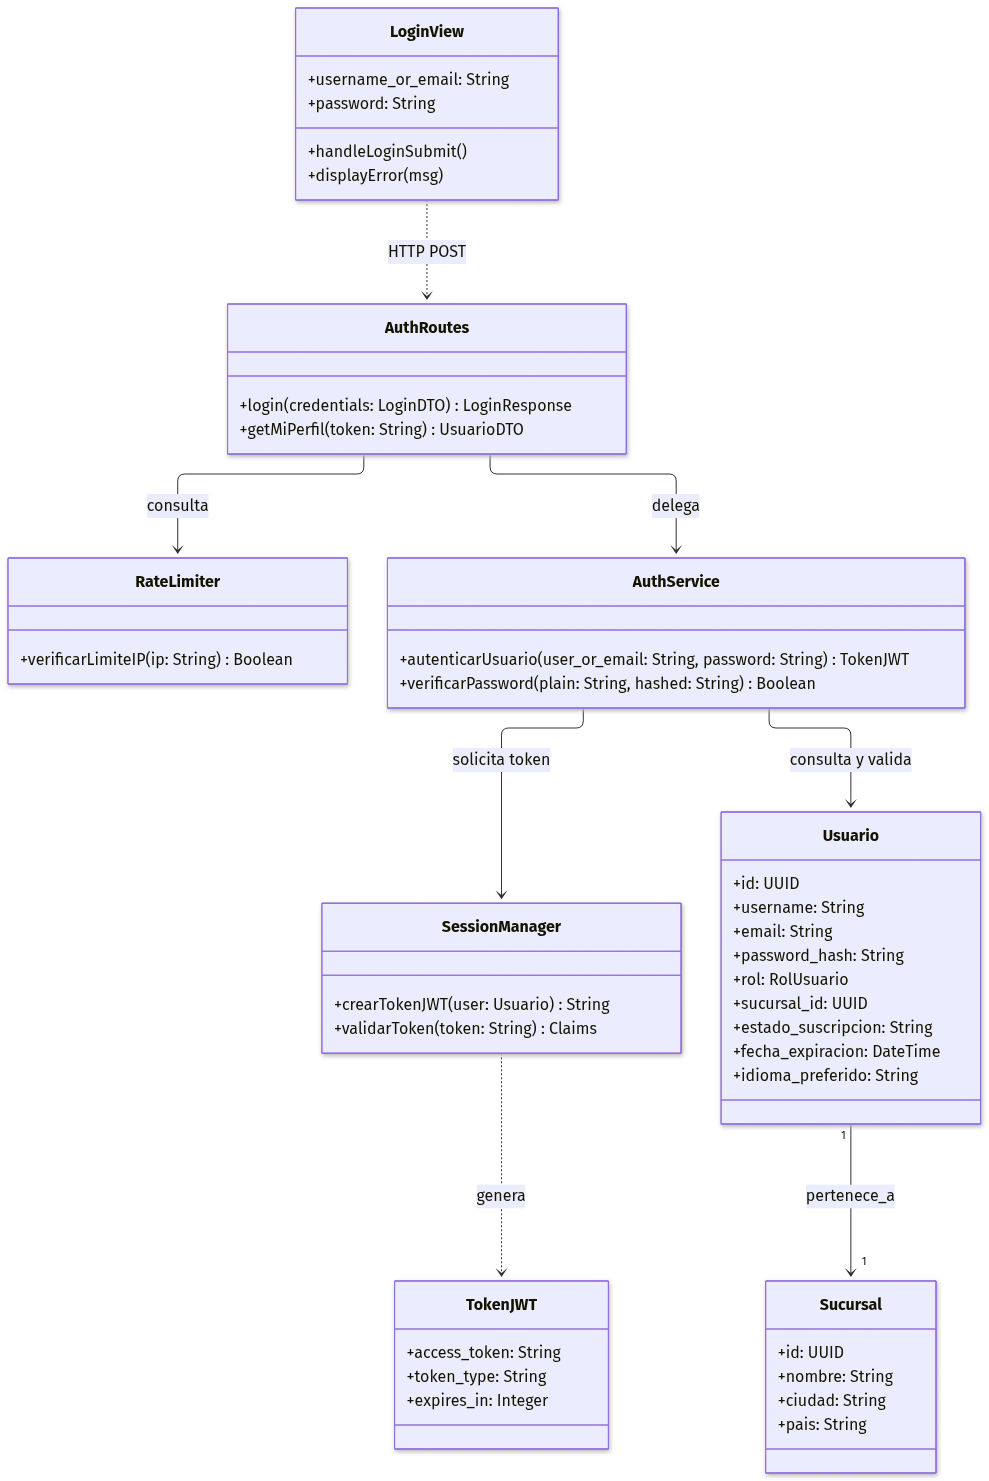 LoginView
+username_or_email: String
+password: String
+handleLoginSubmit()
+displayError(msg)
HTTP POST
AuthRoutes
+login(credentials: LoginDTO) : LoginResponse
+getMiPerfil(token: String) : UsuarioDTO
consulta
delega
RateLimiter
+verificarLimiteIP(ip: String) : Boolean
AuthService
+autenticarUsuario(user_or_email: String, password: String) : TokenJWT
+verificarPassword(plain: String, hashed: String) : Boolean
solicita token
consulta y valida
Usuario
+id: UUID
+username: String
+email: String
+password_hash: String
+rol: RolUsuario
+sucursal_id: UUID
+estado_suscripcion: String
+fecha_expiracion: DateTime
+idioma_preferido: String
SessionManager
+crearTokenJWT(user: Usuario) : String
+validarToken(token: String) : Claims
1
genera
pertenece_a
1
TokenJWT
+access_token: String
+token_type: String
+expires_in: Integer
Sucursal
+id: UUID
+nombre: String
+ciudad: String
+pais: String